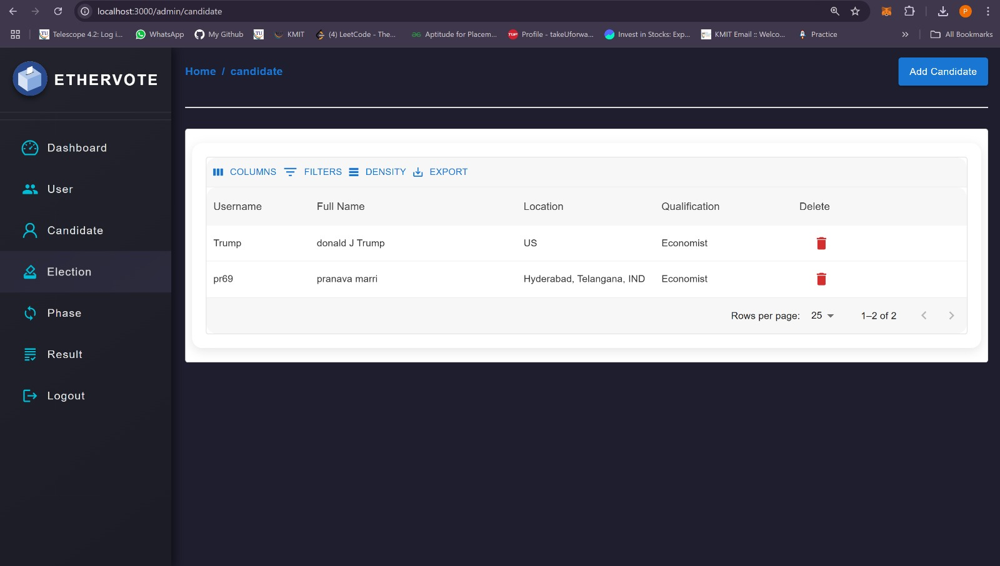 localhost:3000/admin/candidate
P
Telescope 4.2: Log i... WhatsApp My Github TU KMIT (4) LeetCode - The... Aptitude for Placem... Profile - takeUforwa... Invest in Stocks: Exp... KMIT Email :: Welco... Practice » All Bookmarks
ETHERVOTE
Home / candidate
Add Candidate
Dashboard
User
Candidate
Election
Phase
Result
Logout
COLUMNS FILTERS DENSITY EXPORT
Username Full Name Location Qualification Delete
Trump donald J Trump US Economist
pr69 pranava marri Hyderabad, Telangana, IND Economist
Rows per page: 25 1–2 of 2